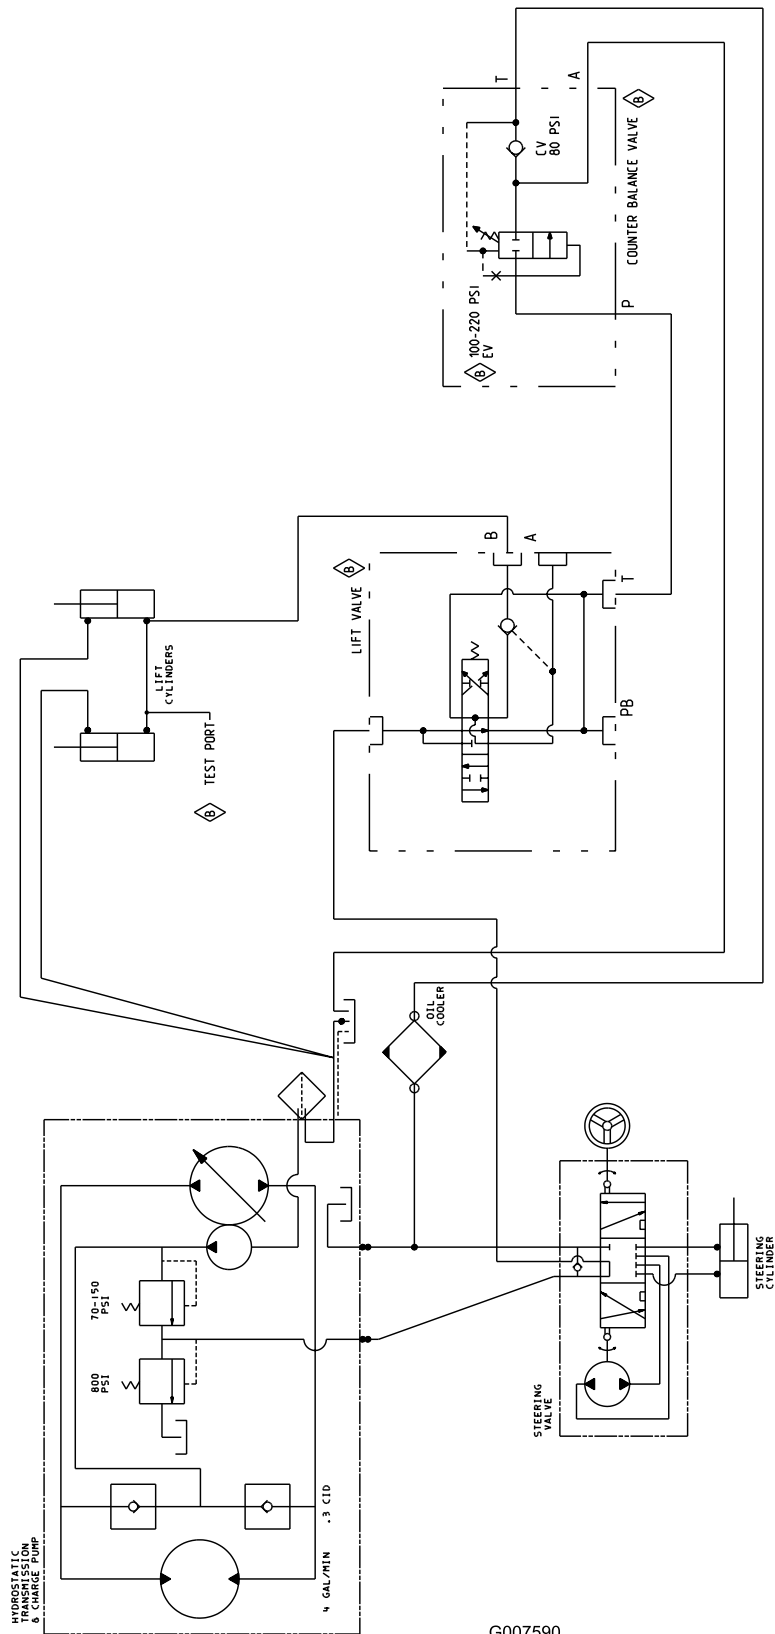 T
A
B
CV
80 PSI
COUNTER BALANCE VALVE
100-220 PSI
EV
B
P
B
A
B
LIFT VALVE
T
PB
LIFT
CYLINDERS
TEST PORT
B
OIL
COOLER
70-150
PSI
800
PSI
STEERING
CYLINDER
STEERING
VALVE
HYDROSTATIC
TRANSMISSION
& CHARGE PUMP
4 GAL/MIN
.3 CID
G007590